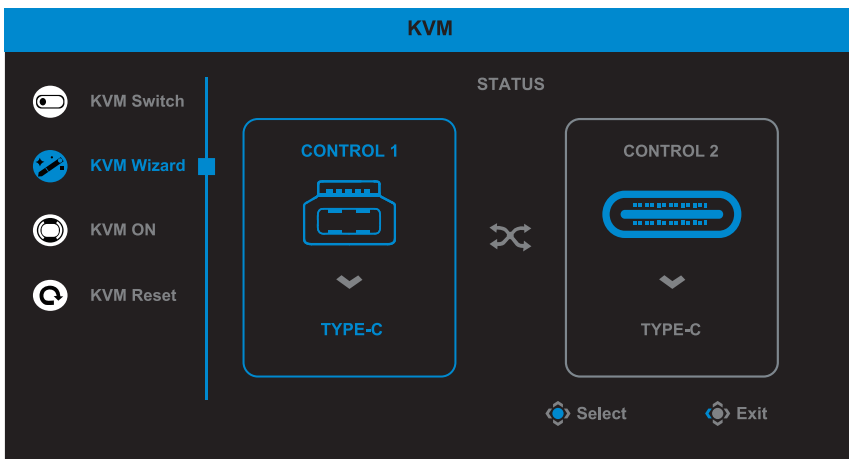 KVM
KVM Switch
KVM Wizard
KVM ON
KVM Reset
STATUS
CONTROL 1
TYPE-C
CONTROL 2
TYPE-C
Select
Exit